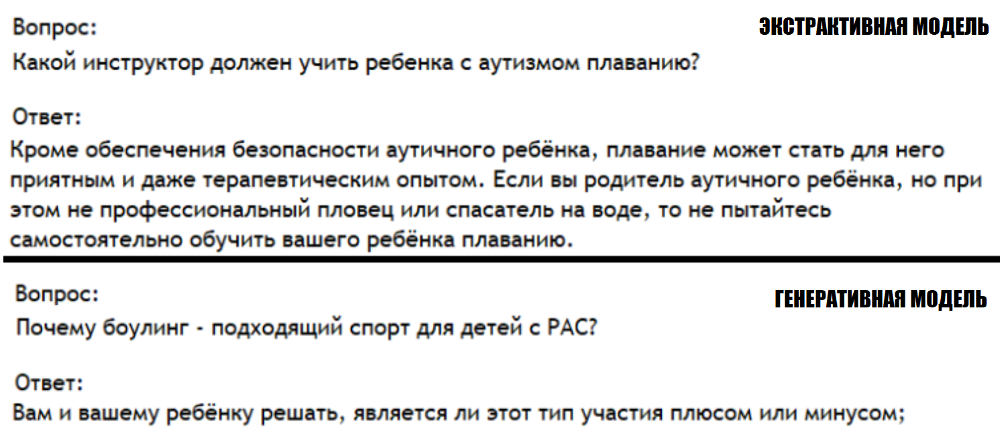 Вопрос:
ЭКСТРАКТИВНАЯ МОДЕЛЬ
Какой инструктор должен учить ребенка с аутизмом плаванию?
Ответ:
Кроме обеспечения безопасности аутичного ребёнка, плавание может стать для него
приятным и даже терапевтическим опытом. Если вы родитель аутичного ребёнка, но при
этом не профессиональный пловец или спасатель на воде, то не пытайтесь
самостоятельно обучить вашего ребёнка плаванию.
Вопрос:
ГЕНЕРАТИВНАЯ МОДЕЛЬ
Почему боулинг - подходящий спорт для детей с РАС?
Ответ:
Вам и вашему ребёнку решать, является ли этот тип участия плюсом или минусом;